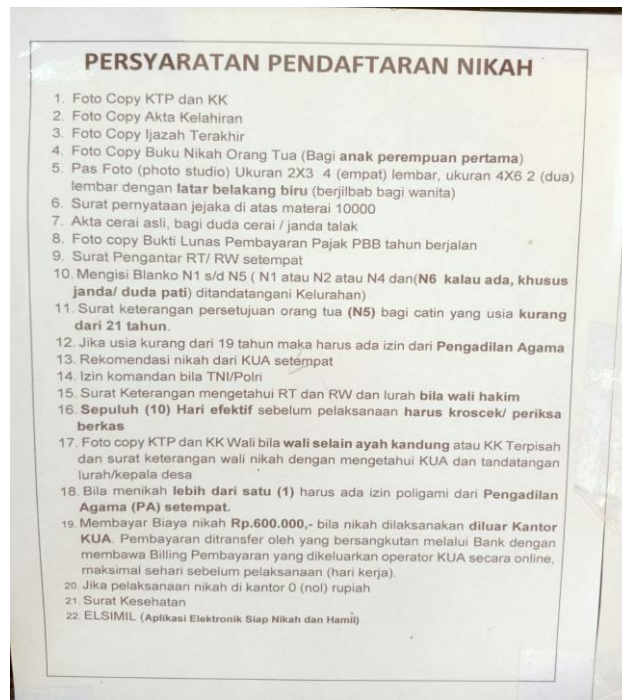 PERSYARATAN PENDAFTARAN NIKAH
1. Foto Copy KTP dan KK
2. Foto Copy Akta Kelahiran
3. Foto Copy Ijazah Terakhir
4. Foto Copy Buku Nikah Orang Tua (Bagi anak perempuan pertama)
5. Pas Foto (photo studio) Ukuran 2X3 4 (empat) lembar, ukuran 4X6 2 (dua)
lembar dengan latar belakang biru (berjilbab bagi wanita)
6. Surat pernyataan jejaka di atas materai 10000
7. Akta cerai asli, bagi duda cerai / janda talak
8. Foto copy Bukti Lunas Pembayaran Pajak PBB tahun berjalan
9. Surat Pengantar RT/ RW setempat
10. Mengisi Blanko N1 s/d N5 ( N1 atau N2 atau N4 dan(N6 kalau ada, khusus
janda/ duda pati) ditandatangani Kelurahan)
11. Surat keterangan persetujuan orang tua (N5) bagi catin yang usia kurang
dari 21 tahun.
12. Jika usia kurang dari 19 tahun maka harus ada izin dari Pengadilan Agama
13. Rekomendasi nikah dari KUA setempat
14. Izin komandan bila TNI/Polri
15. Surat Keterangan mengetahui RT dan RW dan lurah bila wali hakim
16. Sepuluh (10) Hari efektif sebelum pelaksanaan harus kroscek/ periksa
berkas
17. Foto copy KTP dan KK Wali bila wali selain ayah kandung atau KK Terpisah
dan surat keterangan wali nikah dengan mengetahui KUA dan tandatangan
lurah/kepala desa
18. Bila menikah lebih dari satu (1) harus ada izin poligami dari Pengadilan
Agama (PA) setempat.
19. Membayar Biaya nikah Rp.600.000,- bila nikah dilaksanakan diluar Kantor
KUA. Pembayaran ditransfer oleh yang bersangkutan melalui Bank dengan
membawa Billing Pembayaran yang dikeluarkan operator KUA secara online,
maksimal sehari sebelum pelaksanaan (hari kerja).
20. Jika pelaksanaan nikah di kantor 0 (nol) rupiah
21. Surat Kesehatan
22. ELSIMIL (Aplikasi Elektronik Siap Nikah dan Hamil)